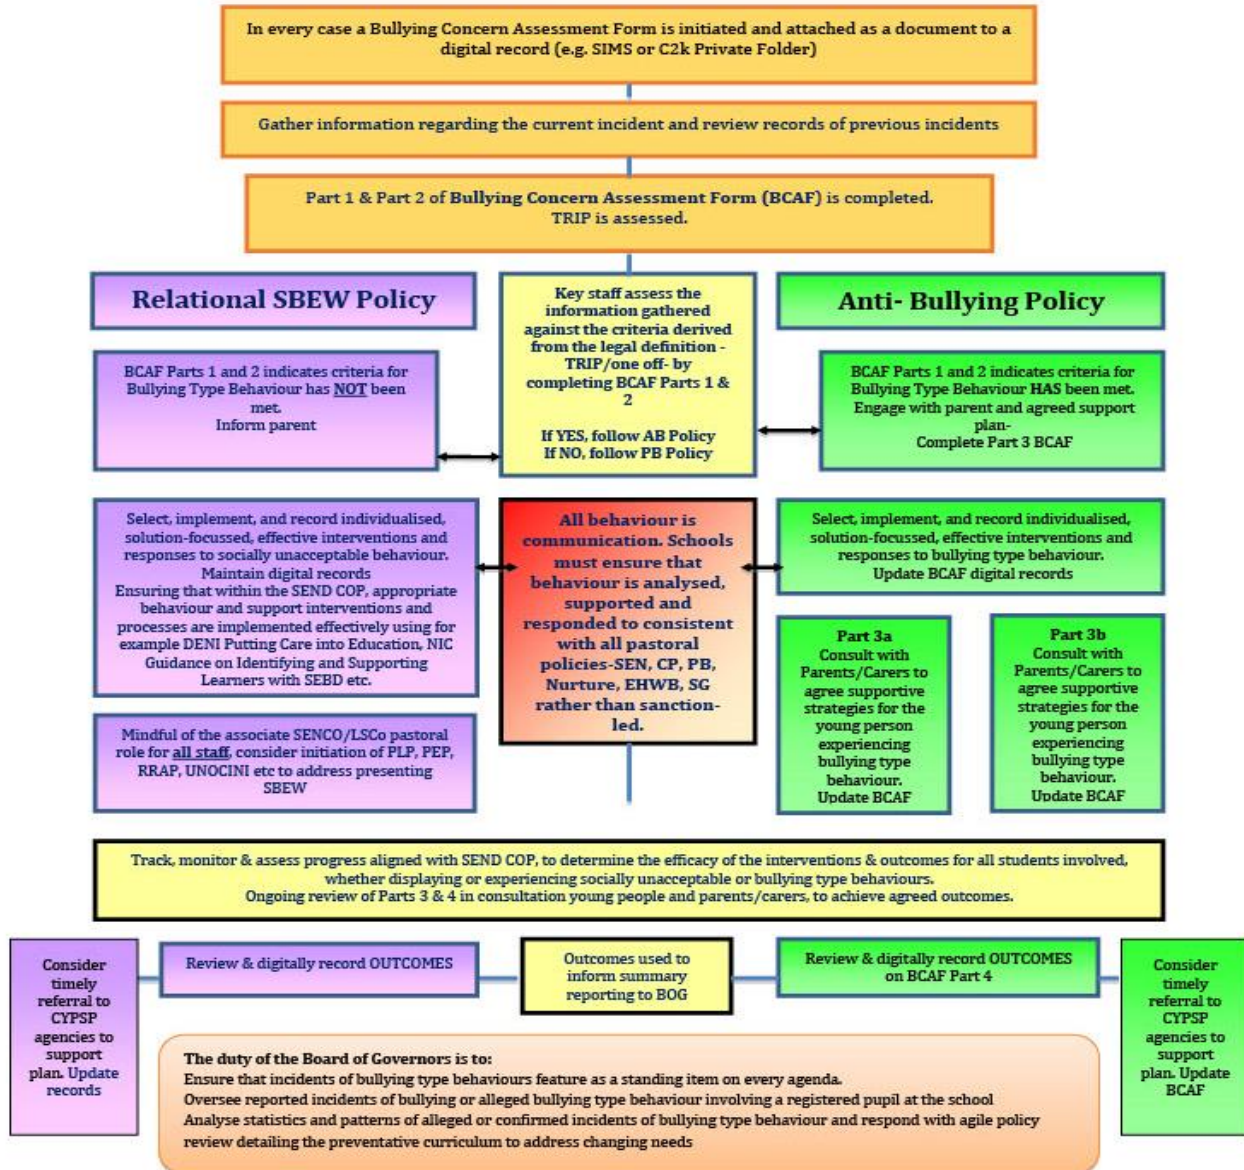 In every case a Bullying Concern Assessment Form is initiated and attached as a document to a
digital record (e.g. SIMS or C2k Private Folder)
Gather information regarding the current incident and review records of previous incidents
Part 1 & Part 2 of Bullying Concern Assessment Form (BCAF) is completed.
TRIP is assessed.
Relational SBEW Policy
Key staff assess the
information gathered
against the criteria derived
from the legal definition -
TRIP/one off- by
completing BCAF Parts 1 &
2
If YES, follow AB Policy
If NO, follow PB Policy
Anti- Bullying Policy
BCAF Parts 1 and 2 indicates criteria for
Bullying Type Behaviour has NOT been
met.
Inform parent
BCAF Parts 1 and 2 indicates criteria for
Bullying Type Behaviour HAS been met.
Engage with parent and agreed support
plan-
Complete Part 3 BCAF
Select, implement, and record individualised,
solution-focussed, effective interventions and
responses to socially unacceptable behaviour.
Maintain digital records
Ensuring that within the SEND COP, appropriate
behaviour and support interventions and
processes are implemented effectively using for
example DENI Putting Care into Education, NIC
Guidance on Identifying and Supporting
Learners with SEBD etc.
All behaviour is
communication. Schools
must ensure that
behaviour is analysed,
supported and
responded to consistent
with all pastoral
policies-SEN, CP, PB,
Nurture, EHWB, SG
rather than sanction-
led.
Select, implement, and record individualised,
solution-focussed, effective interventions and
responses to bullying type behaviour.
Update BCAF digital records
Mindful of the associate SENCO/LSCo pastoral
role for all staff, consider initiation of PLP, PEP,
RRAP, UNOCINI etc to address presenting
SBEW
Part 3a
Consult with
Parents/Carers to
agree supportive
strategies for the
young person
experiencing
bullying type
behaviour.
Update BCAF
Part 3b
Consult with
Parents/Carers to
agree supportive
strategies for the
young person
experiencing
bullying type
behaviour.
Update BCAF
Track, monitor & assess progress aligned with SEND COP, to determine the efficacy of the interventions & outcomes for all students involved,
whether displaying or experiencing socially unacceptable or bullying type behaviours.
Ongoing review of Parts 3 & 4 in consultation young people and parents/carers, to achieve agreed outcomes.
Consider
timely
referral to
CYPSP
agencies to
support
plan. Update
records
Review & digitally record OUTCOMES
Outcomes used to
inform summary
reporting to BOG
Review & digitally record OUTCOMES
on BCAF Part 4
Consider
timely
referral to
CYPSP
agencies to
support
plan. Update
BCAF
The duty of the Board of Governors is to:
Ensure that incidents of bullying type behaviours feature as a standing item on every agenda.
Oversee reported incidents of bullying or alleged bullying type behaviour involving a registered pupil at the school
Analyse statistics and patterns of alleged or confirmed incidents of bullying type behaviour and respond with agile policy
review detailing the preventative curriculum to address changing needs